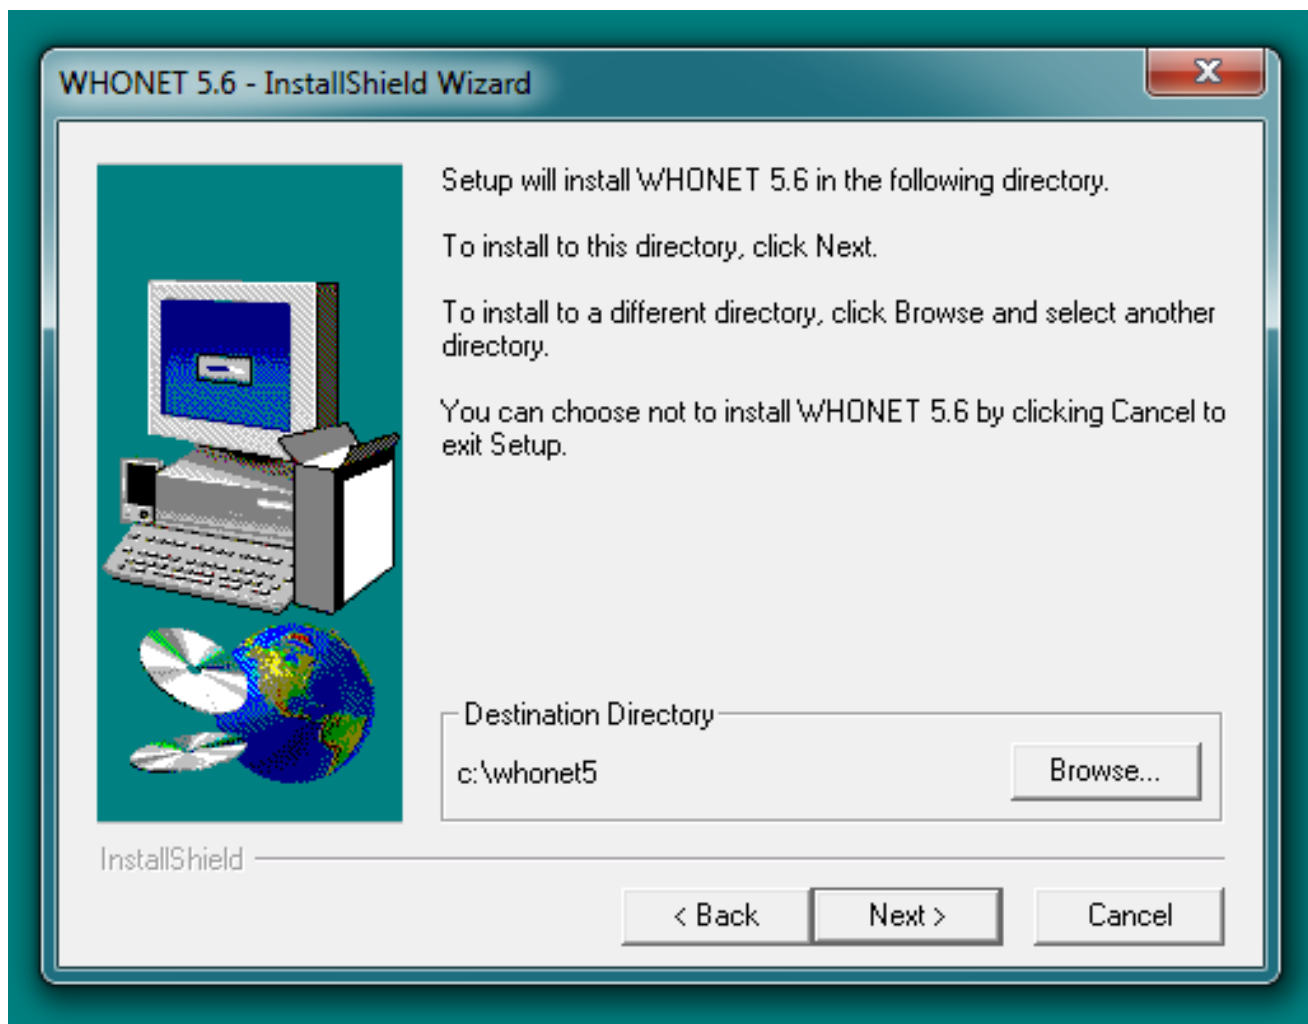 WHONET 5.6 - InstallShield Wizard
Setup will install WHONET 5.6 in the following directory.
To install to this directory, click Next.
To install to a different directory, click Browse and select another
directory.
You can choose not to install WHONET 5.6 by clicking Cancel to
exit Setup.
Destination Directory
c:\whonet5
Browse...
InstallShield
< Back
Next >
Cancel